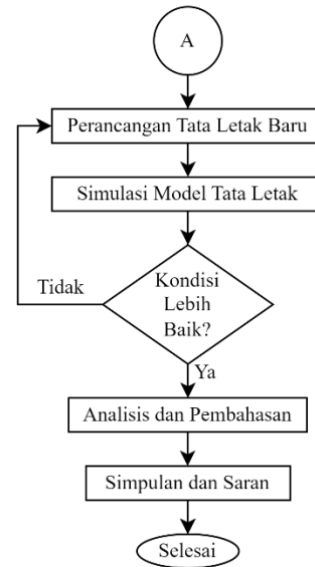 A
Perancangan Tata Letak Baru
Simulasi Model Tata Letak
Kondisi
Lebih
Baik?
Tidak
Ya
Analisis dan Pembahasan
Simpulan dan Saran
Selesai